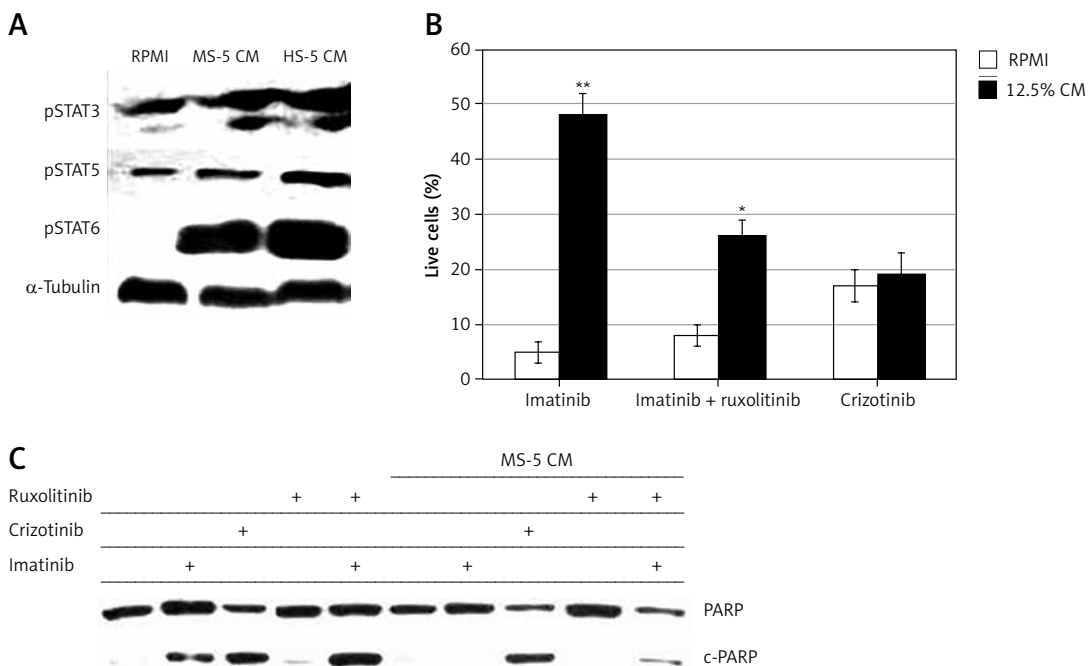 A
RPMI MS-5 CM HS-5 CM
pSTAT3
pSTAT5
pSTAT6
α-Tubulin
B
60
50
40
30
20
10
0
Live cells (%)
**
*
Imatinib Imatinib + ruxolitinib Crizotinib
RPMI
12.5% CM
C
MS-5 CM
Ruxolitinib + + + +
Crizotinib + +
Imatinib + + + +
PARP
c-PARP